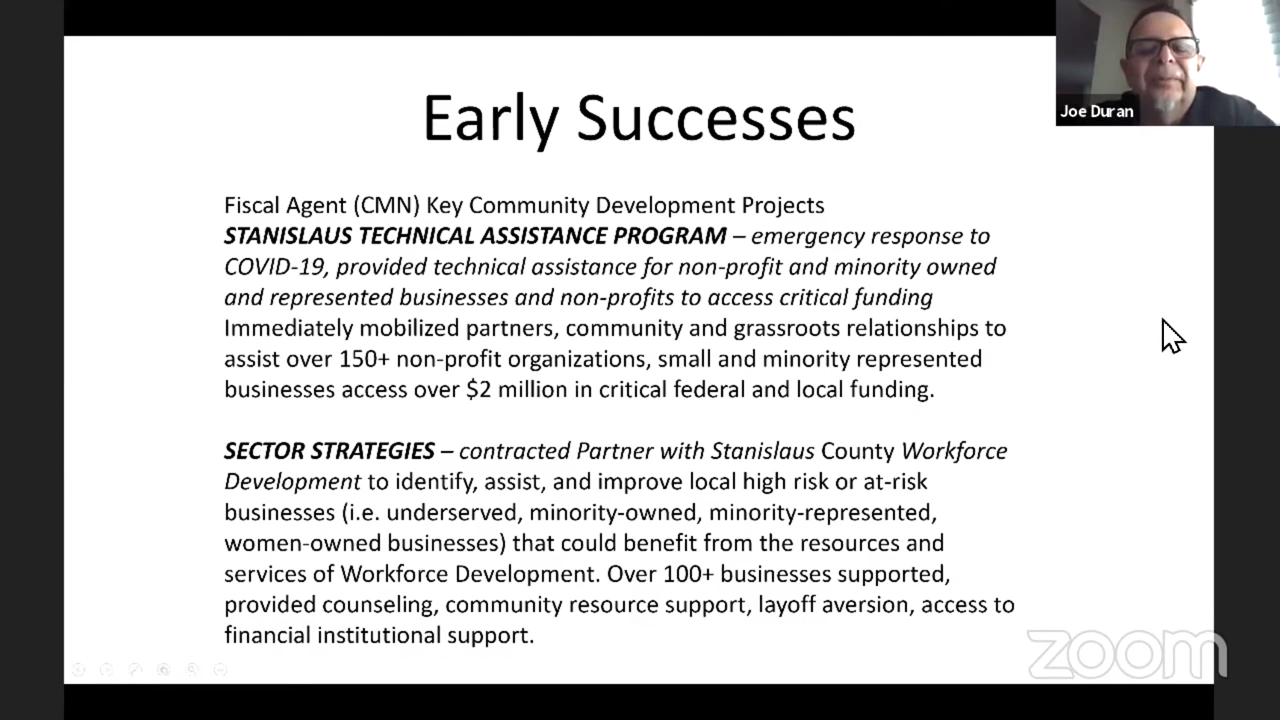 Early Successes
Joe Duran
Fiscal Agent (CMN) Key Community Development Projects
STANISLAUS TECHNICAL ASSISTANCE PROGRAM – emergency response to
COVID-19, provided technical assistance for non-profit and minority owned
and represented businesses and non-profits to access critical funding
Immediately mobilized partners, community and grassroots relationships to
assist over 150+ non-profit organizations, small and minority represented
businesses access over $2 million in critical federal and local funding.
SECTOR STRATEGIES – contracted Partner with Stanislaus County Workforce
Development to identify, assist, and improve local high risk or at-risk
businesses (i.e. underserved, minority-owned, minority-represented,
women-owned businesses) that could benefit from the resources and
services of Workforce Development. Over 100+ businesses supported,
provided counseling, community resource support, layoff aversion, access to
financial institutional support.
zoom